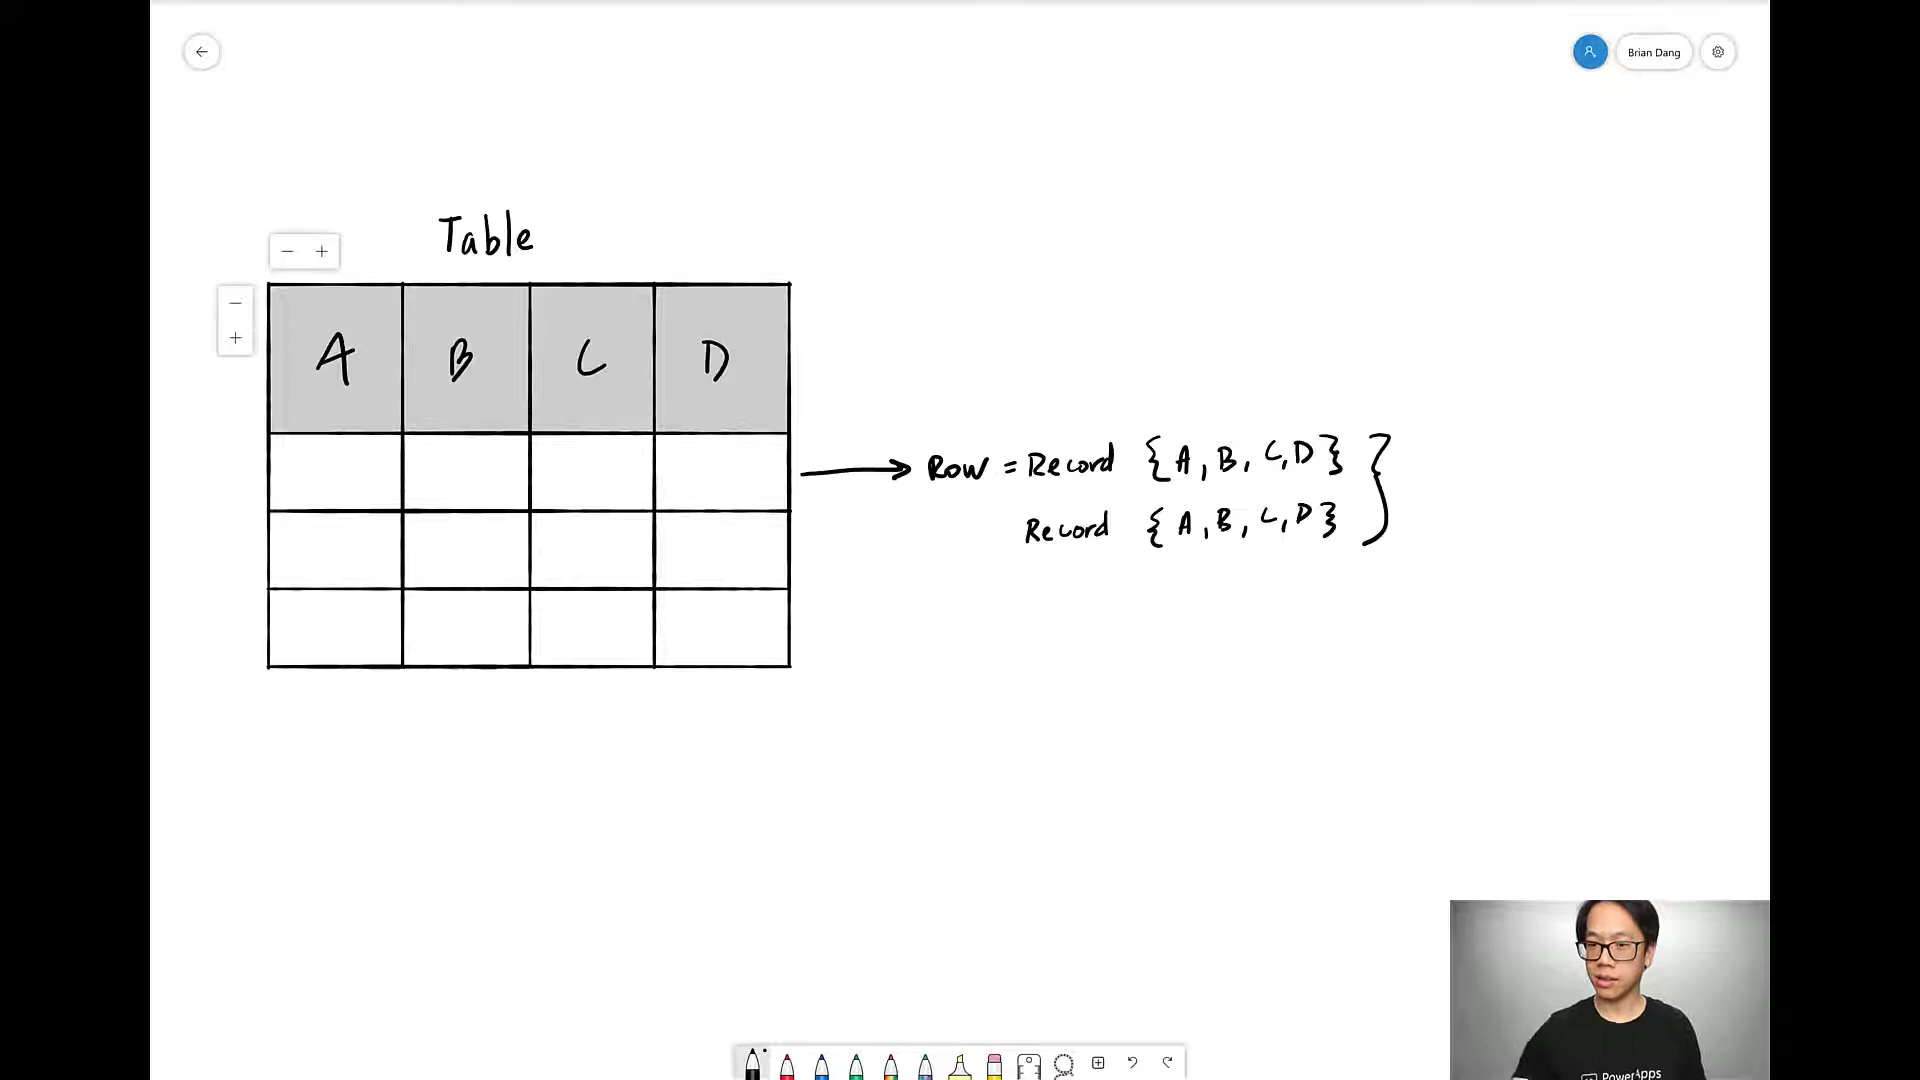 Brian Dang
Table
A B C D
Row = Record {A, B, C, D} }
Record {A, B, C, D}
PowerApps